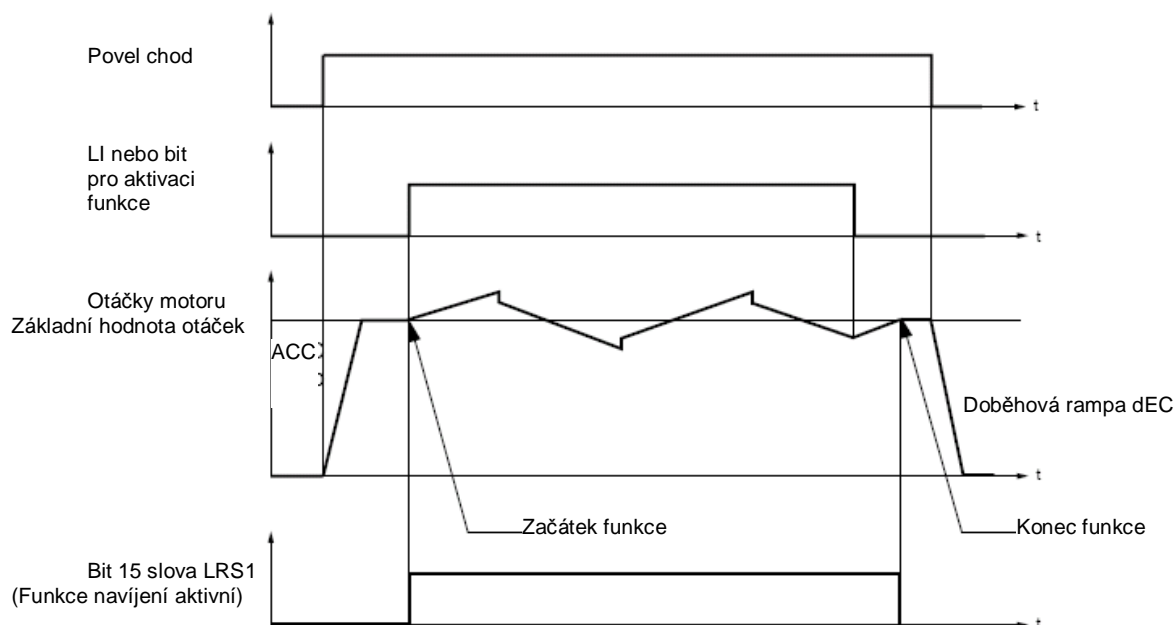 Povel chod
t
LI nebo bit
pro aktivaci
funkce
t
Otáčky motoru
Základní hodnota otáček
ACC
Doběhová rampa dEC
t
Začátek funkce
Konec funkce
Bit 15 slova LRS1
(Funkce navíjení aktivní)
t